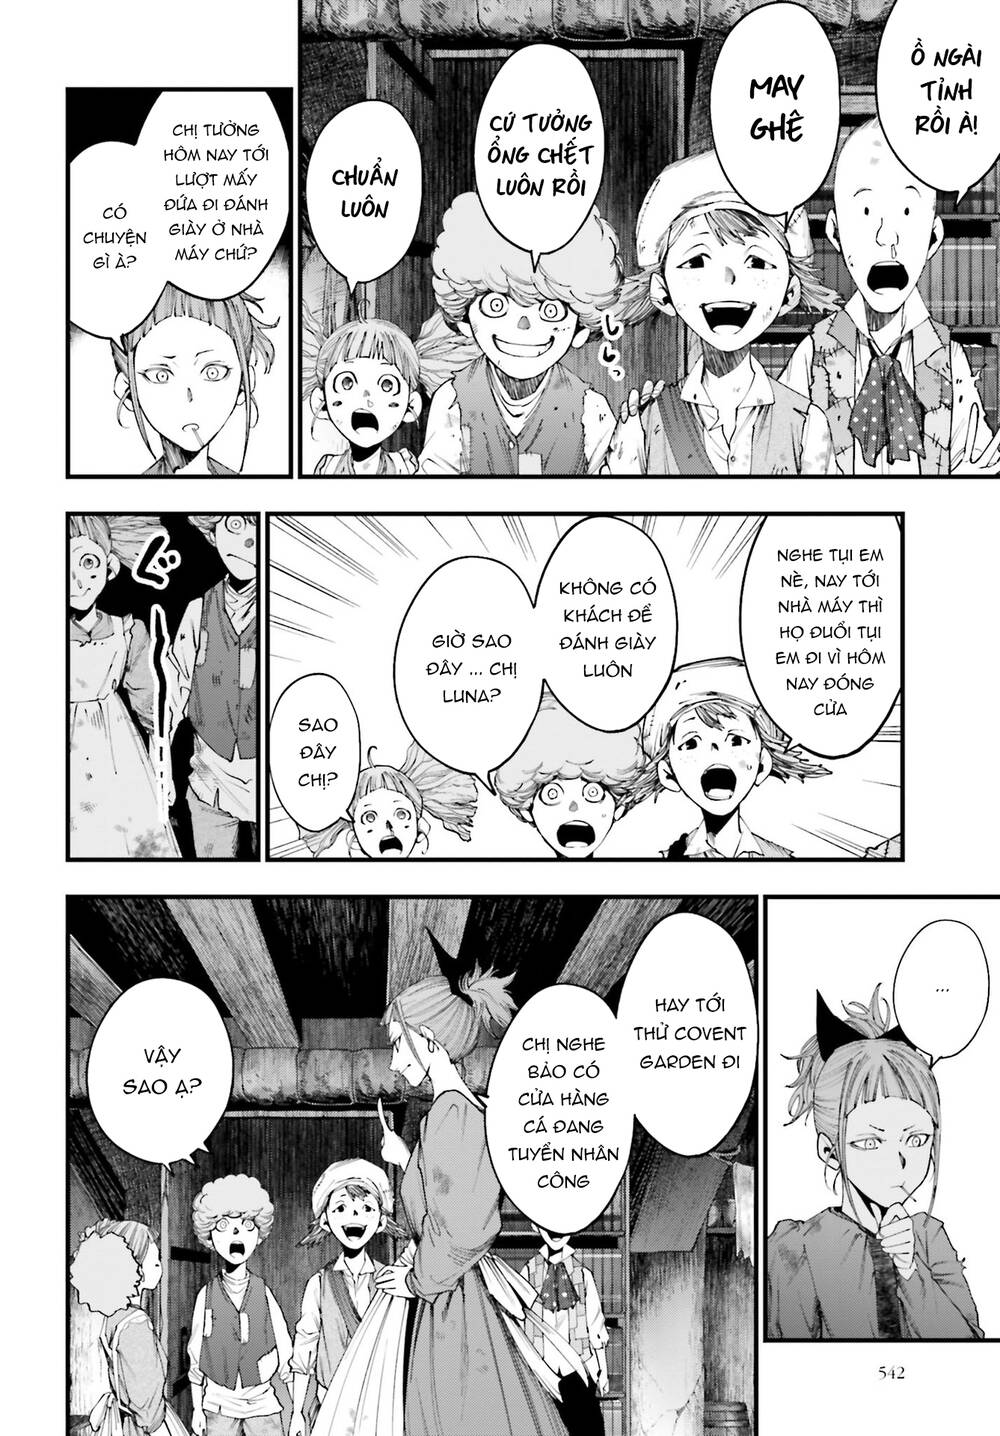 Ồ NGÀI
TỈNH
RỒI À!
MAY
GHÊ
CỨ TƯỞNG
ỔNG CHẾT
LUÔN RỒI
CHUẨN
LUÔN
CHỊ TƯỜNG
HÔM NAY TỚI
LƯỢT MẤY
ĐỨA ĐI ĐÁNH
GIÀY Ở NHÀ
MÁY CHỨ?
CÓ
CHUYỆN
GÌ À?
NGHE TỤI EM
NÈ, NAY TỚI
NHÀ MÁY THÌ
HỌ ĐUỔI TỤI
EM ĐI VÌ HÔM
NAY ĐÓNG
CỬA
KHÔNG CÓ
KHÁCH ĐỂ
ĐÁNH GIÀY
LUÔN
GIỜ SAO
ĐÂY ... CHỊ
LUNA?
SAO
ĐÂY
CHỊ?
...
HAY TỚI
THỬ COVENT
GARDEN ĐI
CHỊ NGHE
BẢO CÓ
CỬA HÀNG
CÁ ĐANG
TUYỂN NHÂN
CÔNG
VẬY
SAO Ạ?
542